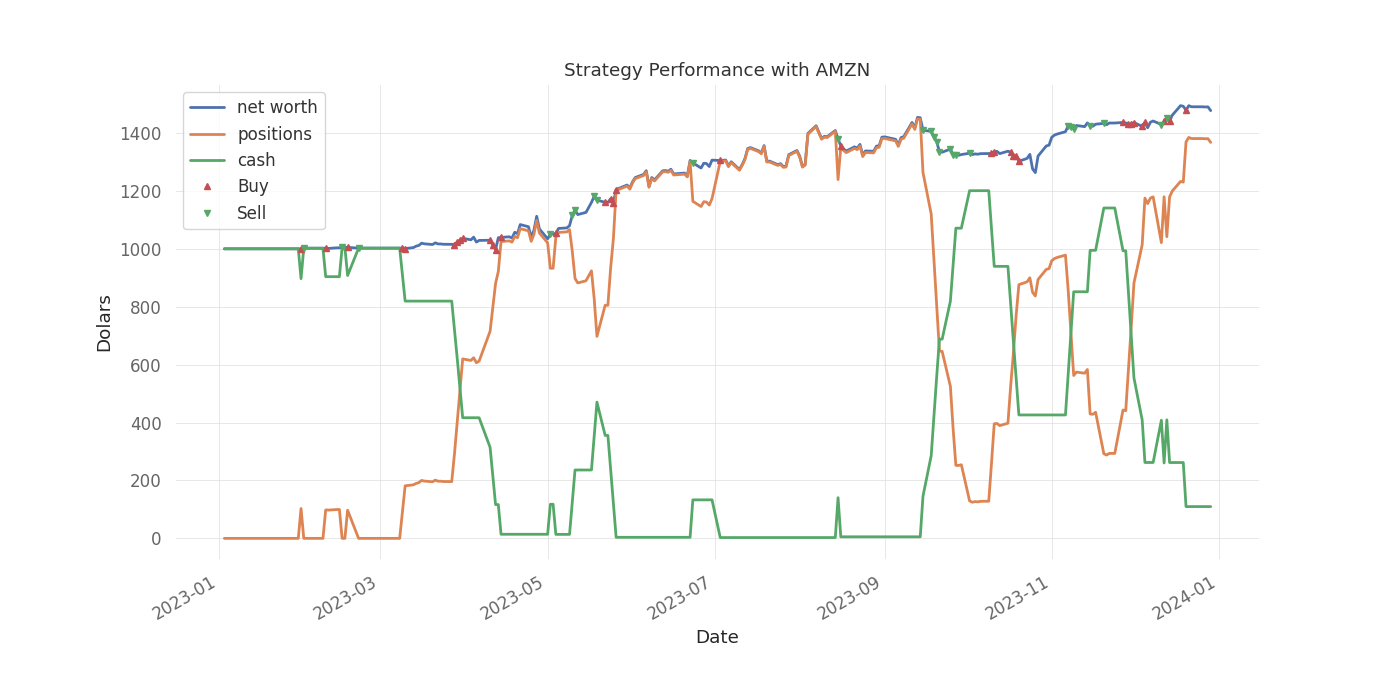 Strategy Performance with AMZN
net worth
positions
cash
Buy
Sell
1400
1200
1000
800
600
400
200
0
Dolars
2023-01
2023-03
2023-05
2023-07
2023-09
2023-11
2024-01
Date